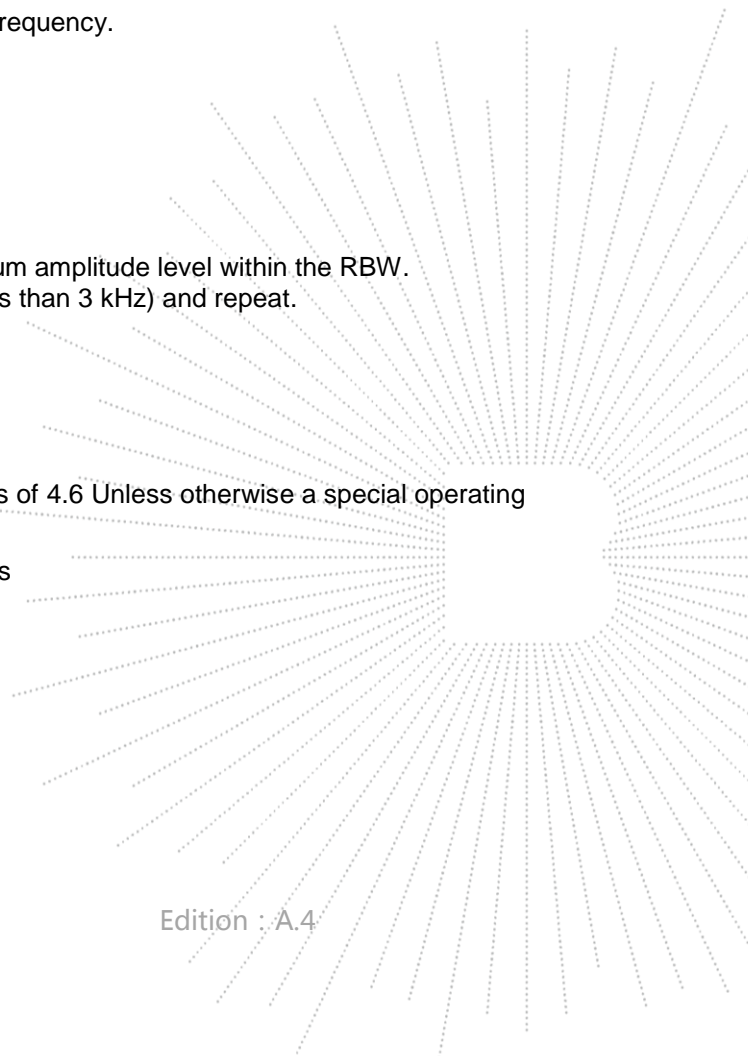 requency.
um amplitude level within the RBW.
s than 3 kHz) and repeat.
s of 4.6 Unless otherwise a special operating
s
Edition : A.4